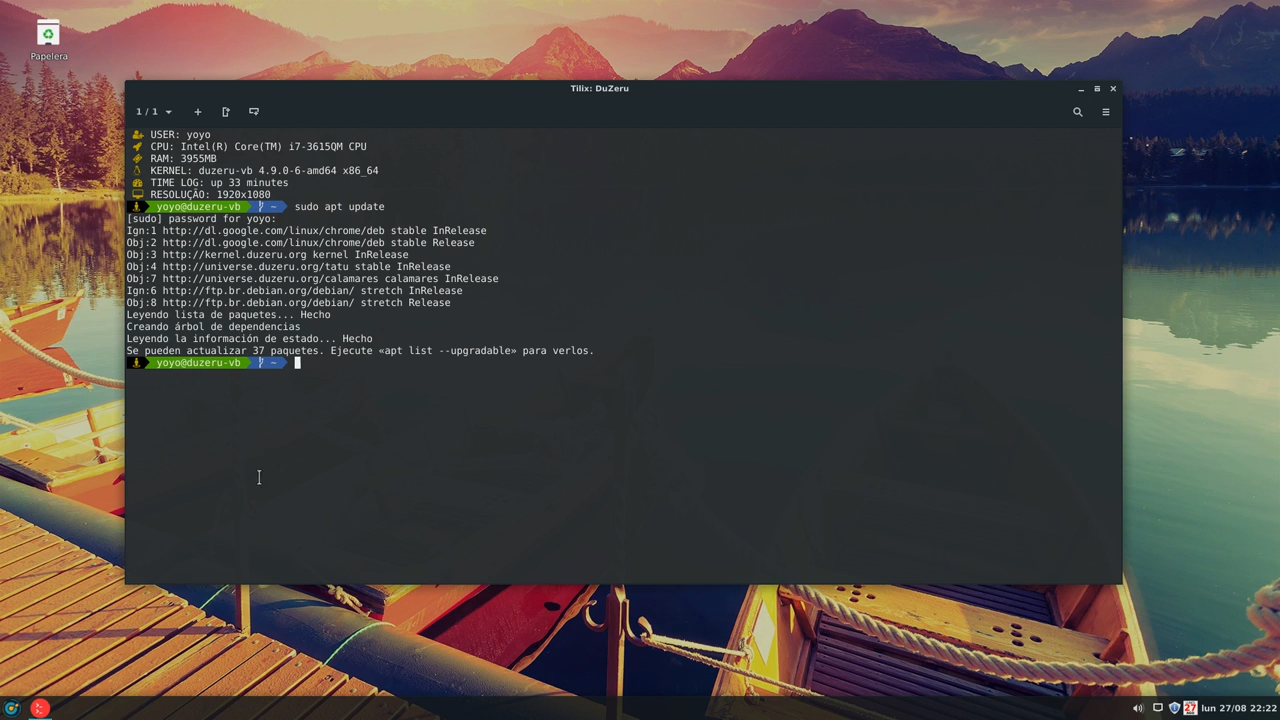 Papelera
Tilix: DuZeru
1 / 1
USER: yoyo
CPU: Intel(R) Core(TM) i7-3615QM CPU
RAM: 3955MB
KERNEL: duzeru-vb 4.9.0-6-amd64 x86_64
TIME LOG: up 33 minutes
RESOLUÇÃO: 1920x1080
yoyo@duzeru-vb ~ sudo apt update
[sudo] password for yoyo:
Ign:1 http://dl.google.com/linux/chrome/deb stable InRelease
Obj:2 http://dl.google.com/linux/chrome/deb stable Release
Obj:3 http://kernel.duzeru.org kernel InRelease
Obj:4 http://universe.duzeru.org/tatu stable InRelease
Obj:7 http://universe.duzeru.org/calamares calamares InRelease
Ign:6 http://ftp.br.debian.org/debian/ stretch InRelease
Obj:8 http://ftp.br.debian.org/debian/ stretch Release
Leyendo lista de paquetes... Hecho
Creando árbol de dependencias
Leyendo la información de estado... Hecho
Se pueden actualizar 37 paquetes. Ejecute «apt list --upgradable» para verlos.
yoyo@duzeru-vb ~
27
lun 27/08 22:22